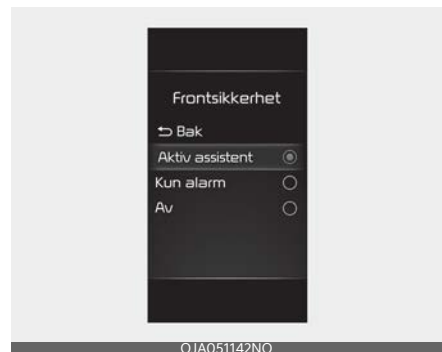 Frontsikkerhet
Bak
Aktiv assistent
Kun alarm
Av
OJA051142NO